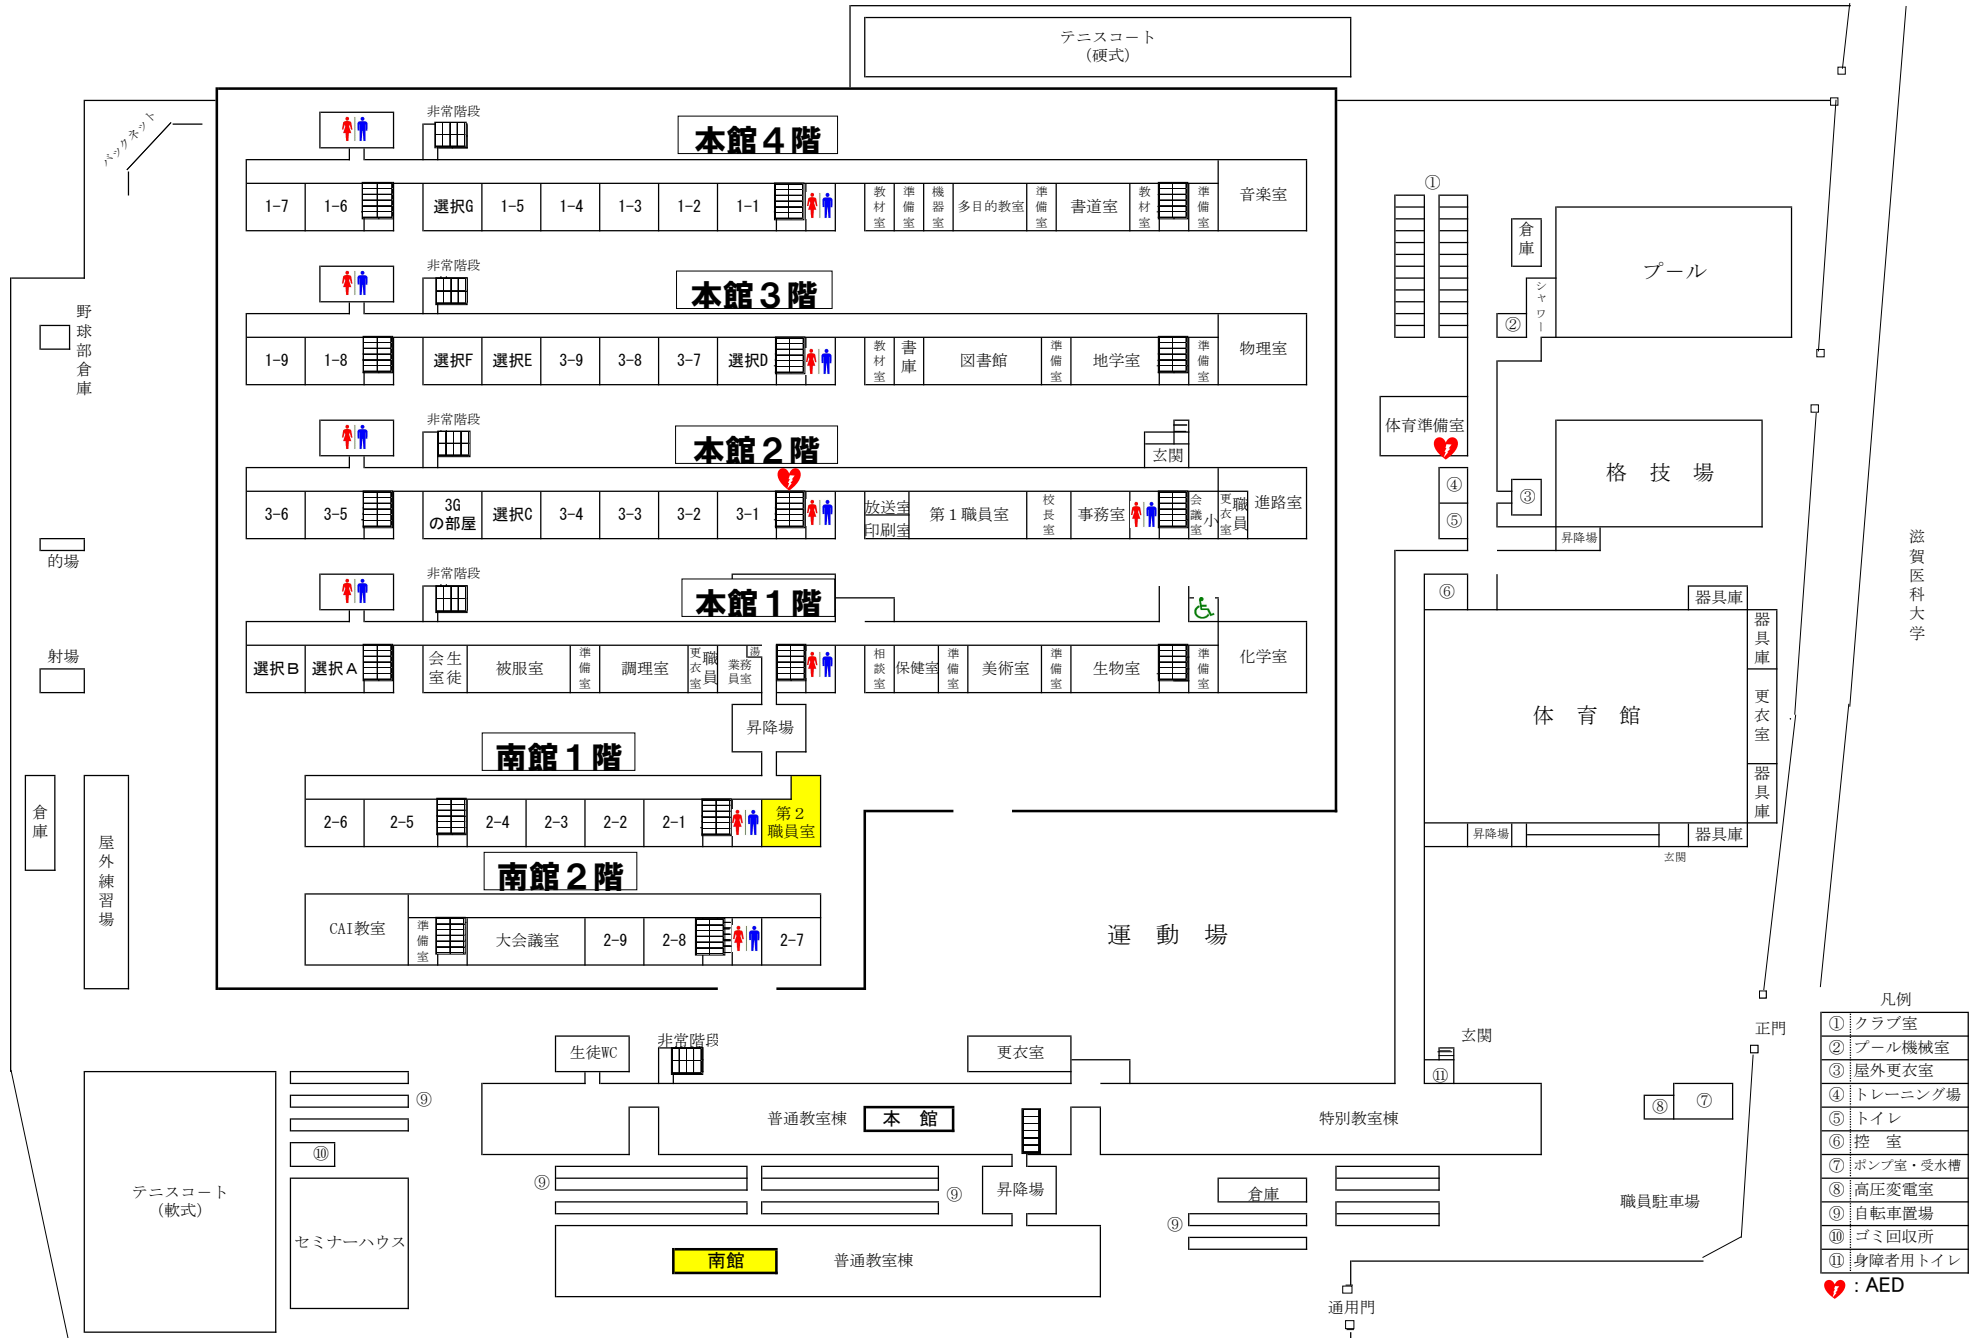 テニスコート
(硬式)
バックネット
非常階段
本館４階
1-7
1-6
選択G
1-5
1-4
1-3
1-2
1-1
教材室
準備室
機器室
多目的教室
準備室
書道室
教材室
準備室
音楽室
①
倉庫
プール
シャワー
②
非常階段
本館３階
1-9
1-8
選択F
選択E
3-9
3-8
3-7
選択D
教材室
書庫
図書館
準備室
地学室
準備室
物理室
野球部倉庫
体育準備室
格技場
④
③
⑤
昇降場
非常階段
本館２階
玄関
3-6
3-5
3G
の部屋
選択C
3-4
3-3
3-2
3-1
放送室
印刷室
第１職員室
校長室
事務室
小会議室
職員更衣室
進路室
的場
滋賀医科大学
非常階段
本館１階
選択B
選択A
生徒会室
被服室
準備室
調理室
職員更衣室
業務員室
湯
相談室
保健室
準備室
美術室
準備室
生物室
準備室
化学室
射場
⑥
器具庫
器具庫
体育館
更衣室
器具庫
昇降場
器具庫
玄関
昇降場
南館１階
2-6
2-5
2-4
2-3
2-2
2-1
第２
職員室
倉庫
屋外練習場
南館２階
CAI教室
準備室
大会議室
2-9
2-8
2-7
運動場
正門
玄関
⑪
⑧
⑦
生徒WC
非常階段
更衣室
⑨
普通教室棟
本館
特別教室棟
⑩
テニスコート
(軟式)
セミナーハウス
⑨
⑨
昇降場
倉庫
⑨
職員駐車場
南館
普通教室棟
通用門
凡例
① クラブ室
② プール機械室
③ 屋外更衣室
④ トレーニング場
⑤ トイレ
⑥ 控室
⑦ ポンプ室・受水槽
⑧ 高圧変電室
⑨ 自転車置場
⑩ ゴミ回収所
⑪ 身障者用トイレ
：AED